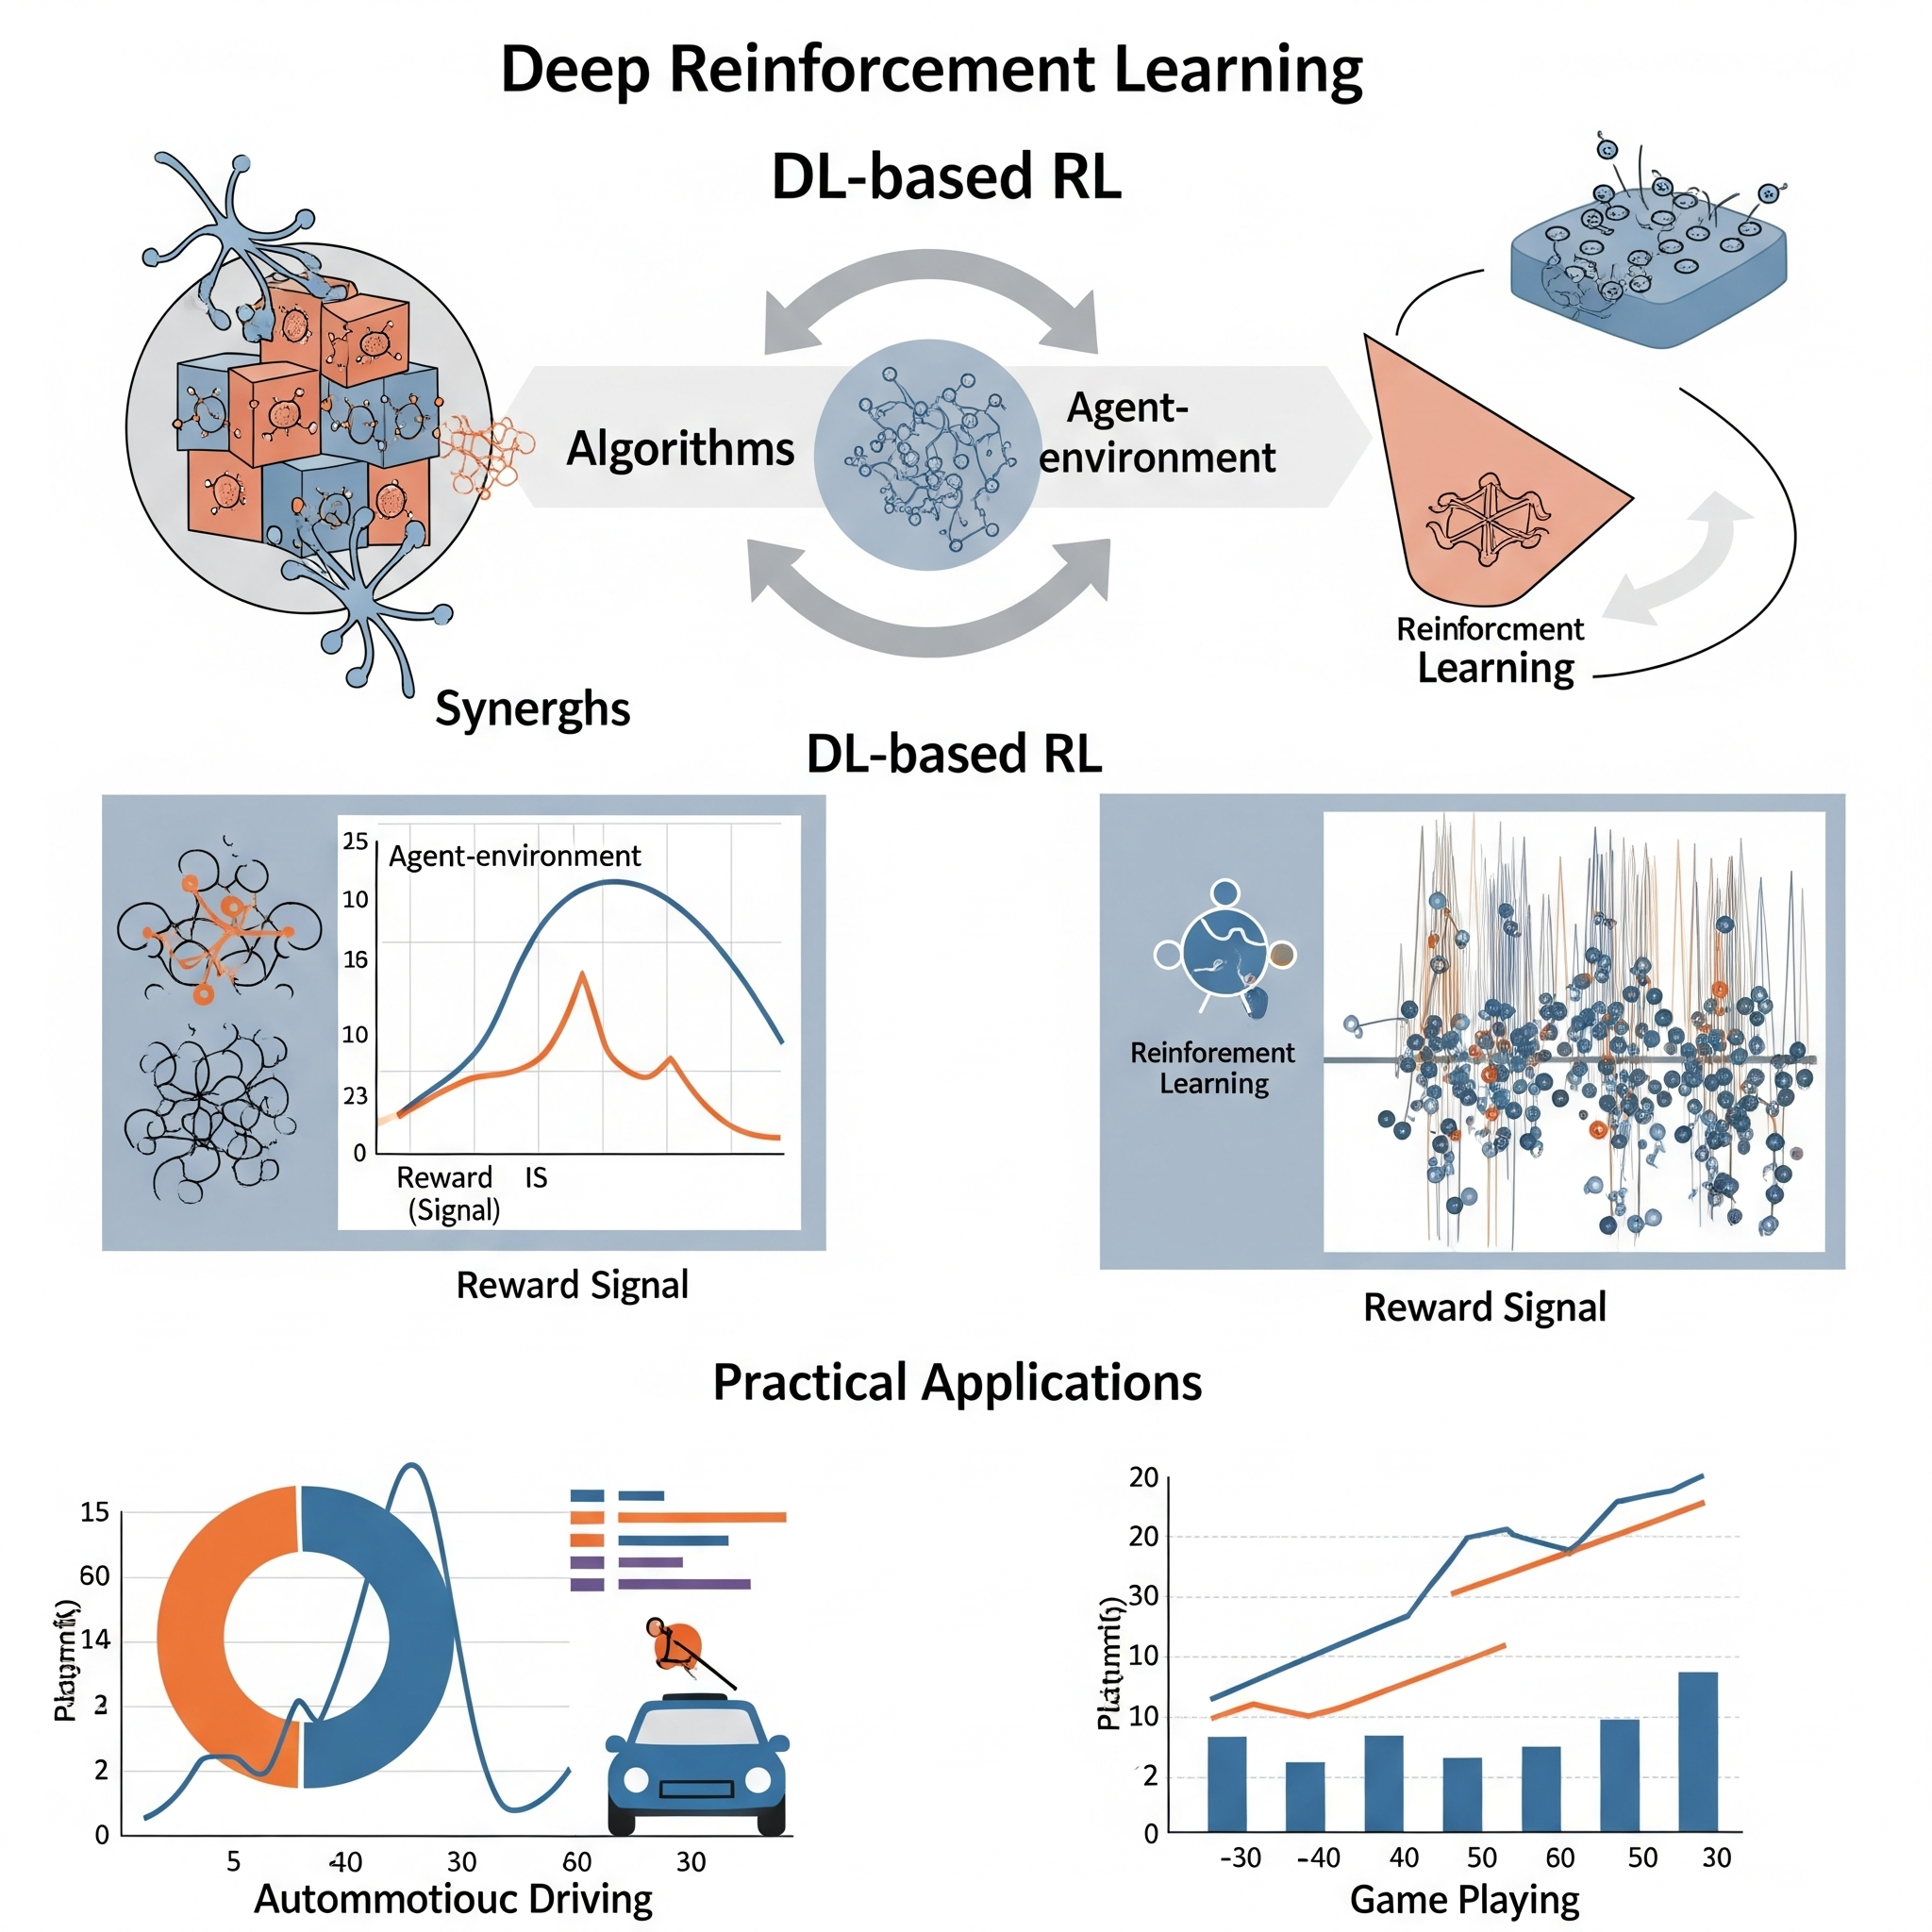 Deep Reinforcement Learning
DL-based RL
Algorithms
Agent-
environment
Reinforcment
Learning
Synerghs
DL-based RL
25
Agent-environment
10
16
10
23
0
Reward IS
(Signal)
Reward Signal
Reinforement
Learning
Reward Signal
Practical Applications
15
60
14
2
2
0
5 40 30 60 30
Autommotiouc Driving
20
20
30
10
10
2
0
-30 -40 40 50 60 50 30
Game Playing